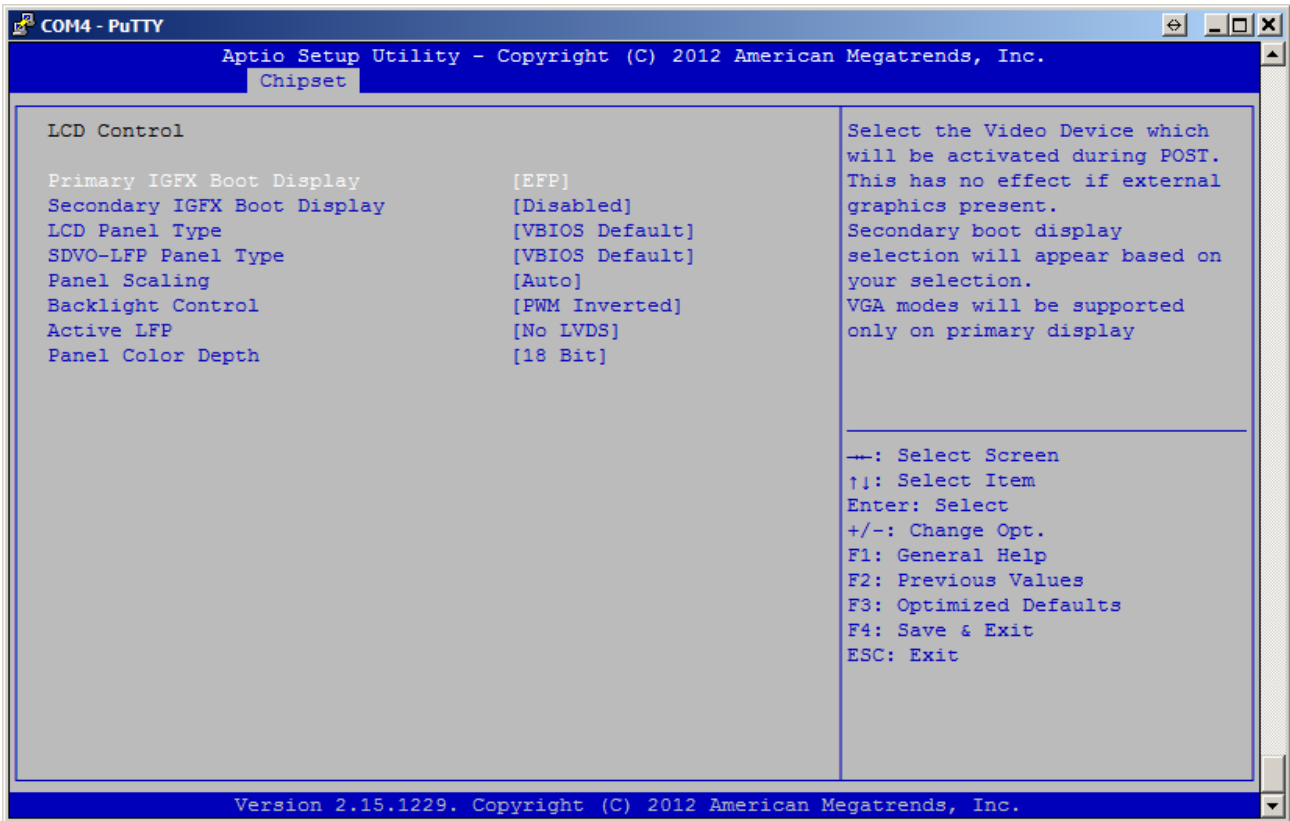 COM4 - PuTTY
Aptio Setup Utility - Copyright (C) 2012 American Megatrends, Inc.
Chipset
LCD Control
Primary IGFX Boot Display [EFP]
Secondary IGFX Boot Display [Disabled]
LCD Panel Type [VBIOS Default]
SDVO-LFP Panel Type [VBIOS Default]
Panel Scaling [Auto]
Backlight Control [PWM Inverted]
Active LFP [No LVDS]
Panel Color Depth [18 Bit]
Select the Video Device which
will be activated during POST.
This has no effect if external
graphics present.
Secondary boot display
selection will appear based on
your selection.
VGA modes will be supported
only on primary display
→←: Select Screen
↑↓: Select Item
Enter: Select
+/-: Change Opt.
F1: General Help
F2: Previous Values
F3: Optimized Defaults
F4: Save & Exit
ESC: Exit
Version 2.15.1229. Copyright (C) 2012 American Megatrends, Inc.